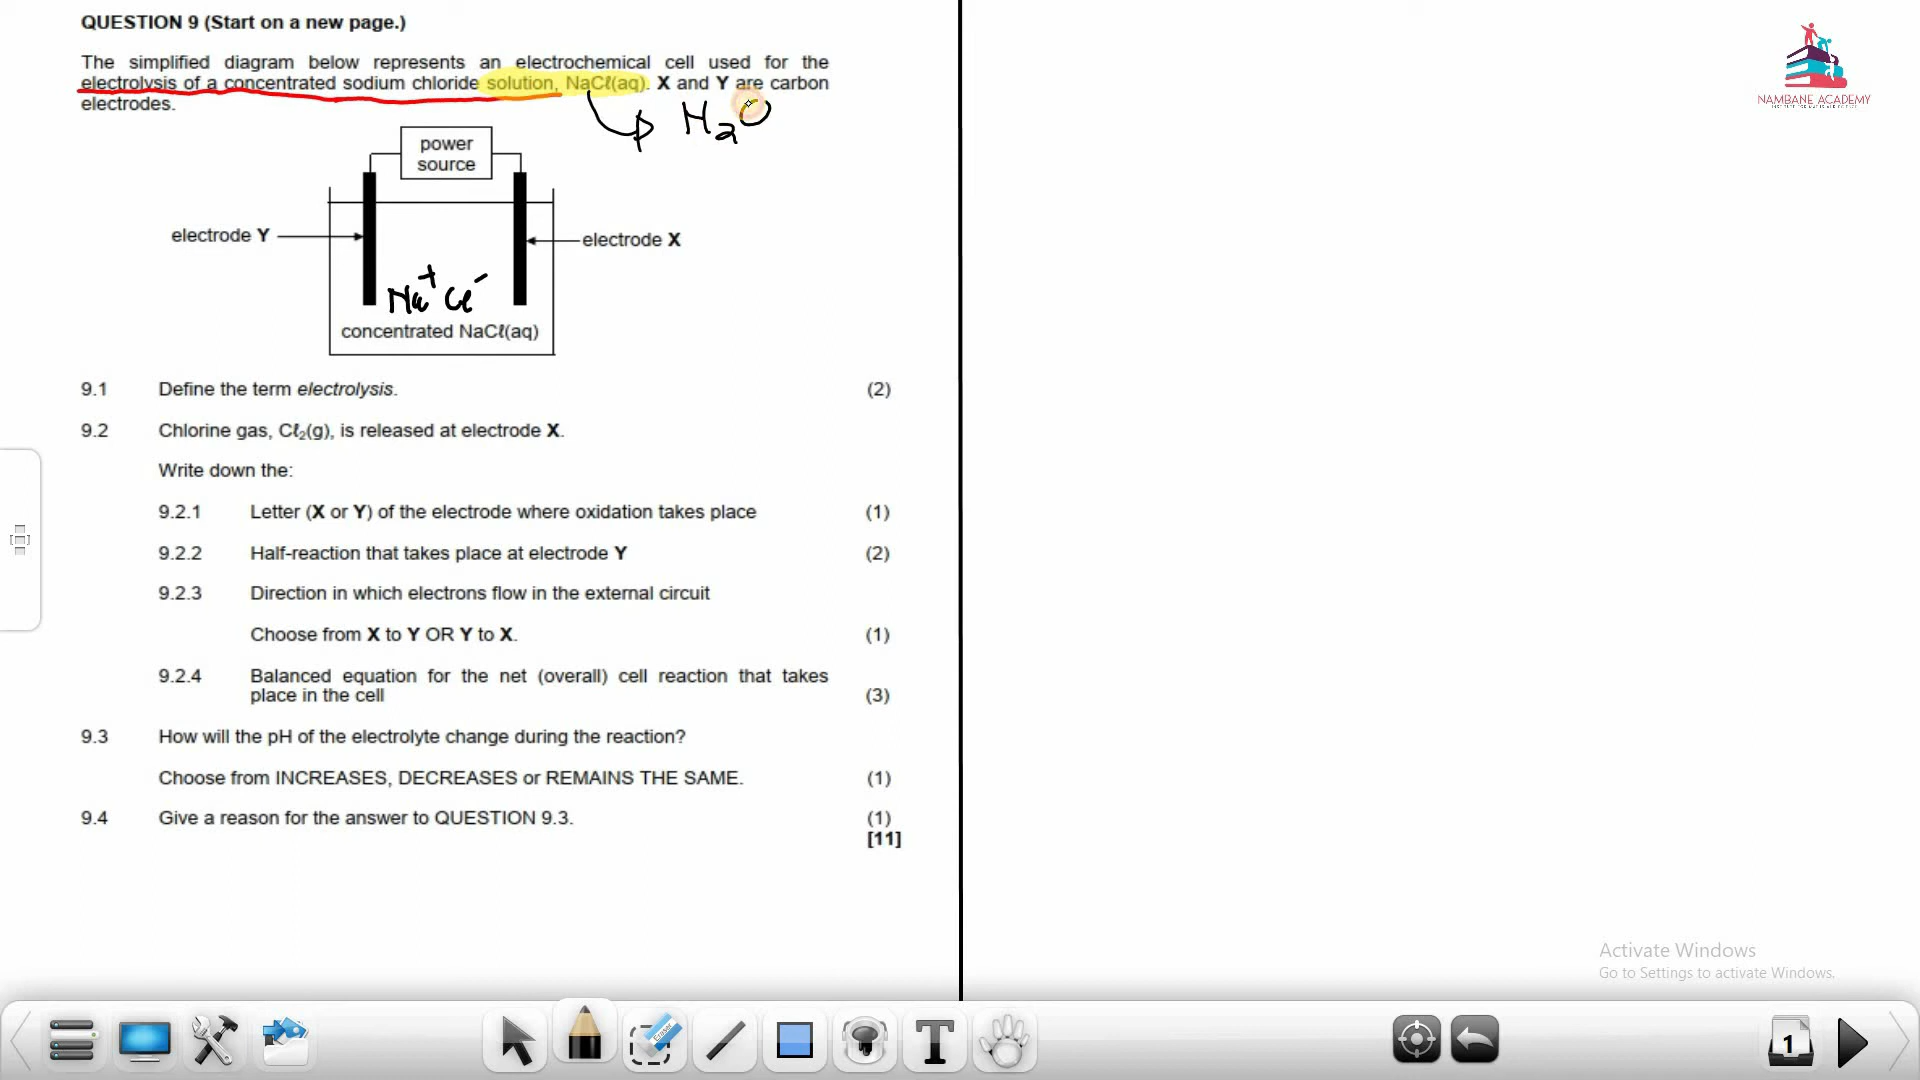 QUESTION 9 (Start on a new page.)
The simplified diagram below represents an electrochemical cell used for the
electrolysis of a concentrated sodium chloride solution, NaCℓ(aq). X and Y are carbon
electrodes.
H₂O
power
source
electrode Y
electrode X
Na⁺ Cl⁻
concentrated NaCℓ(aq)
9.1 Define the term electrolysis. (2)
9.2 Chlorine gas, Cℓ₂(g), is released at electrode X.
Write down the:
9.2.1 Letter (X or Y) of the electrode where oxidation takes place (1)
9.2.2 Half-reaction that takes place at electrode Y (2)
9.2.3 Direction in which electrons flow in the external circuit
Choose from X to Y OR Y to X. (1)
9.2.4 Balanced equation for the net (overall) cell reaction that takes
place in the cell (3)
9.3 How will the pH of the electrolyte change during the reaction?
Choose from INCREASES, DECREASES or REMAINS THE SAME. (1)
9.4 Give a reason for the answer to QUESTION 9.3. (1)
[11]
NAMBANE ACADEMY
Activate Windows
Go to Settings to activate Windows.
Eraser
T
1